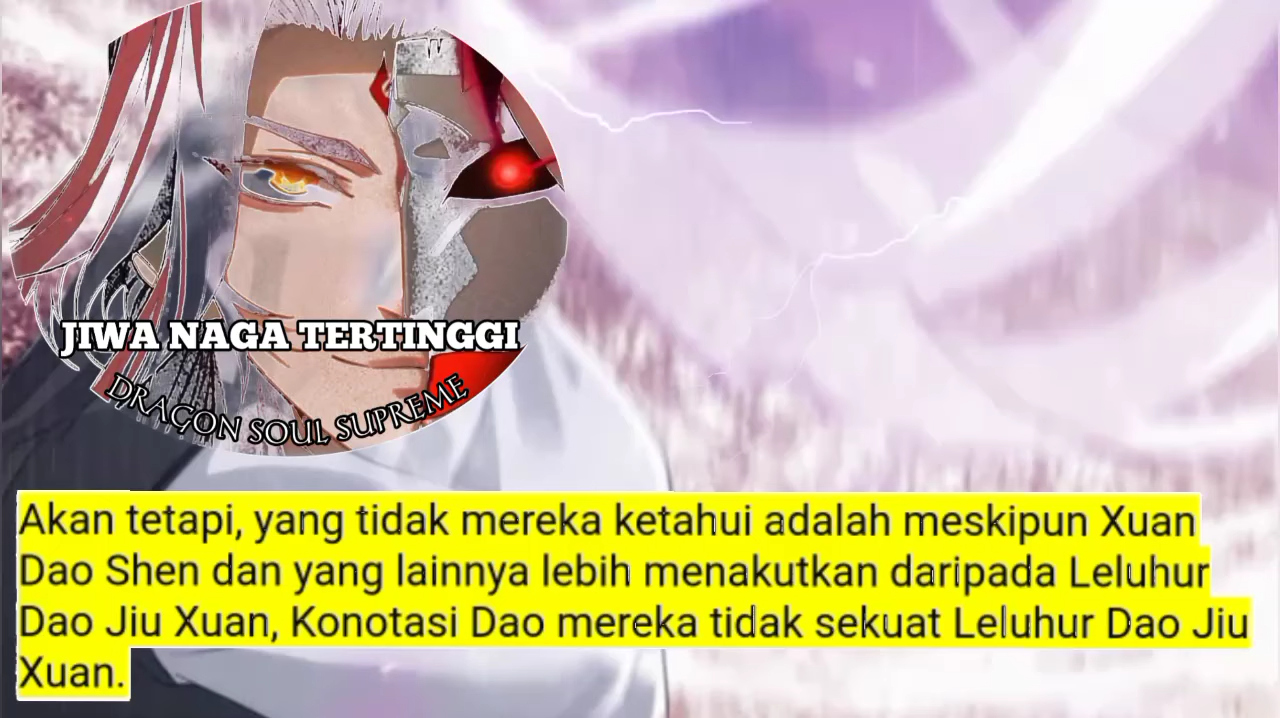 JIWA NAGA TERTINGGI
DRAGON SOUL SUPREME
Akan tetapi, yang tidak mereka ketahui adalah meskipun Xuan
Dao Shen dan yang lainnya lebih menakutkan daripada Leluhur
Dao Jiu Xuan, Konotasi Dao mereka tidak sekuat Leluhur Dao Jiu
Xuan.